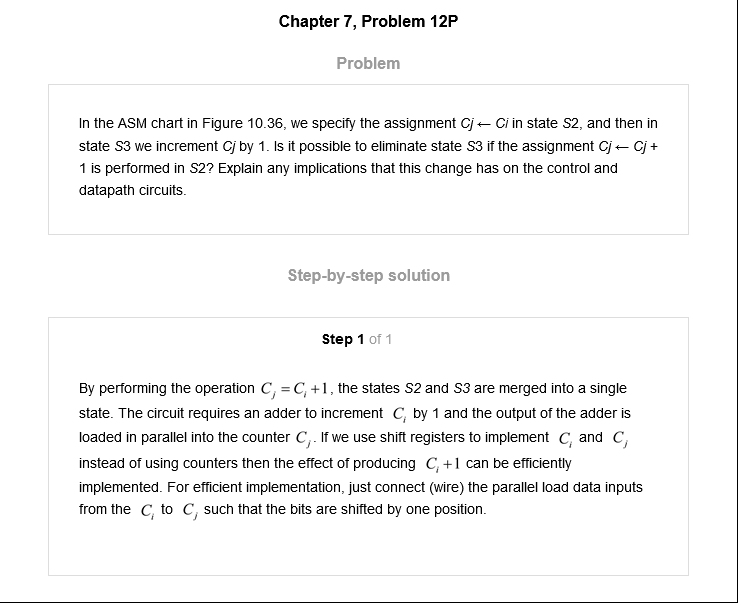 Chapter 7, Problem 12P
Problem
In the ASM chart in Figure 10.36, we specify the assignment Cj ← Ci in state S2, and then in
state S3 we increment Cj by 1. Is it possible to eliminate state S3 if the assignment Cj ← Cj +
1 is performed in S2? Explain any implications that this change has on the control and
datapath circuits.
Step-by-step solution
Step 1 of 1
By performing the operation C_j = C_i +1, the states S2 and S3 are merged into a single
state. The circuit requires an adder to increment C_i by 1 and the output of the adder is
loaded in parallel into the counter C_j. If we use shift registers to implement C_i and C_j
instead of using counters then the effect of producing C_i +1 can be efficiently
implemented. For efficient implementation, just connect (wire) the parallel load data inputs
from the C_i to C_j such that the bits are shifted by one position.